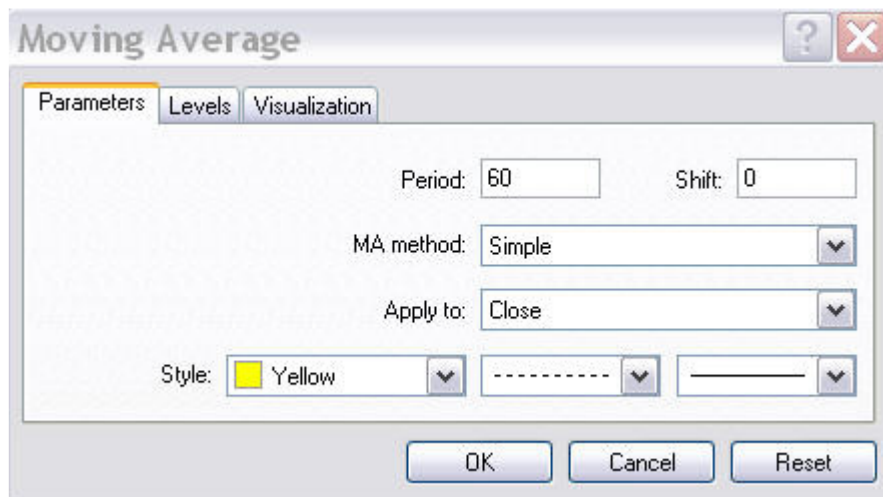 Moving Average
Parameters Levels Visualization
Period: 60 Shift: 0
MA method: Simple
Apply to: Close
Style: Yellow
OK Cancel Reset